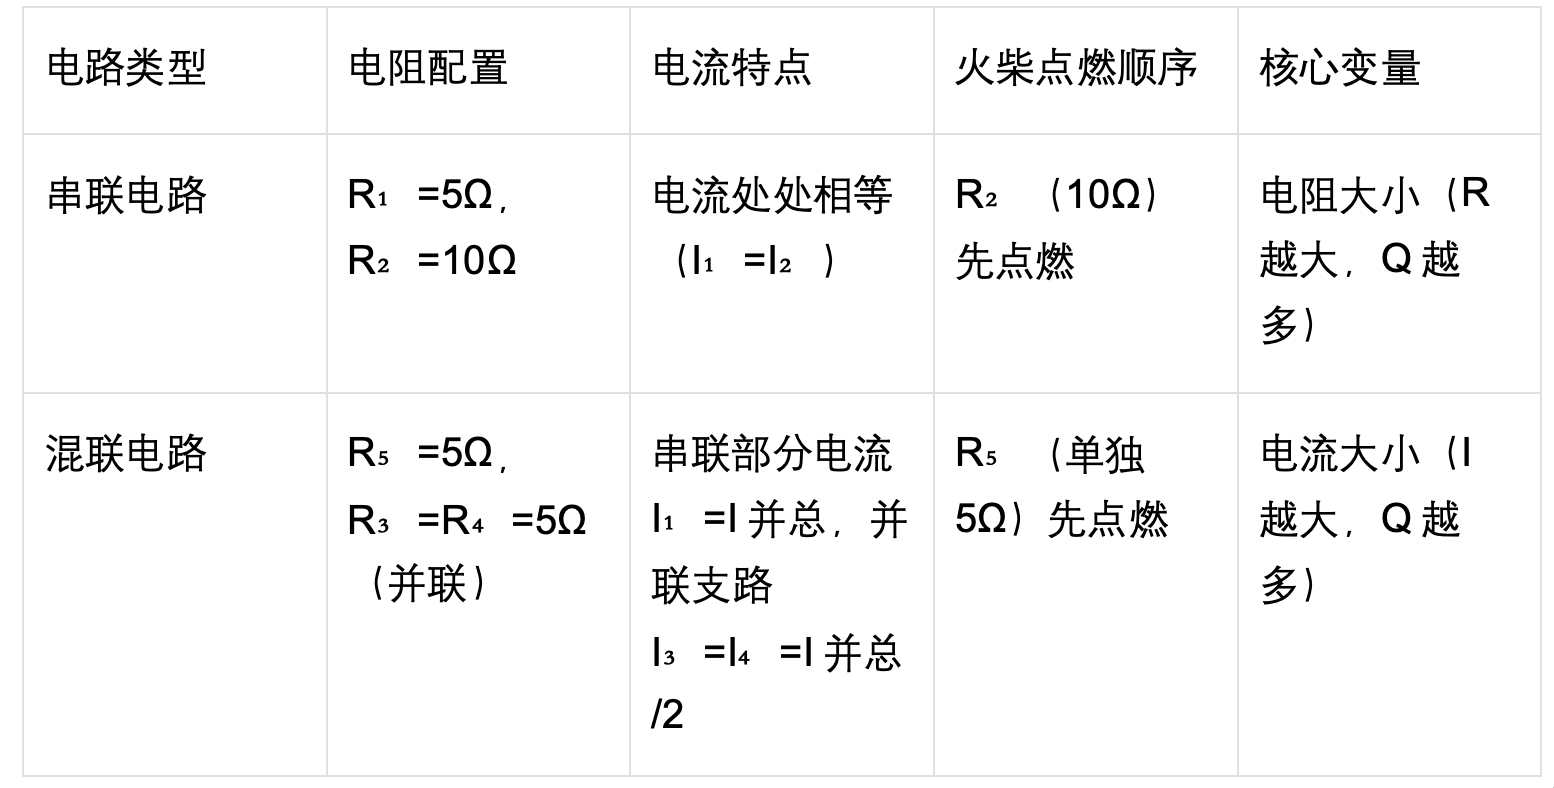 电路类型
电阻配置
电流特点
火柴点燃顺序
核心变量
串联电路
R₁ =5Ω,
R₂ =10Ω
电流处处相等
（I₁ =I₂ ）
R₂ （10Ω）
先点燃
电阻大小（R
越大, Q 越
多）
混联电路
R₅ =5Ω,
R₃ =R₄ =5Ω
（并联）
串联部分电流
I₁ =I 并总, 并
联支路
I₃ =I₄ =I 并总
/2
R₅ （单独
5Ω）先点燃
电流大小（I
越大, Q 越
多）